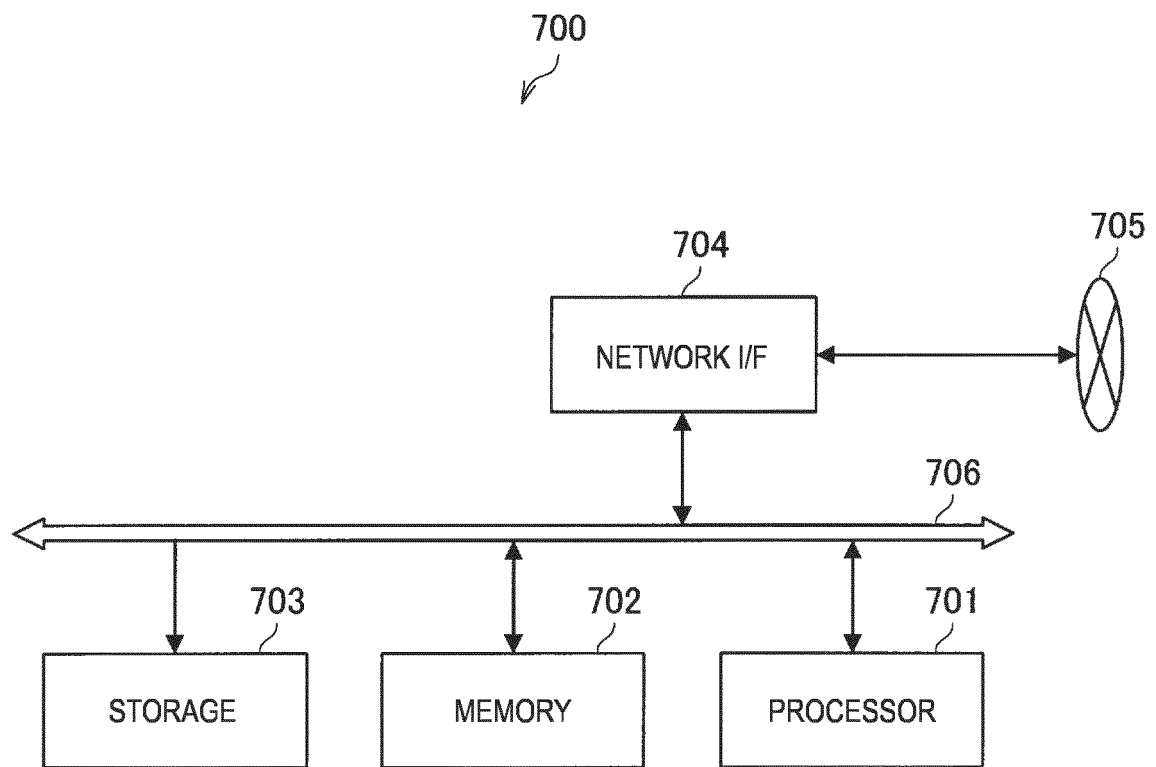 700
705
704
NETWORK I/F
706
703
702
701
STORAGE
MEMORY
PROCESSOR